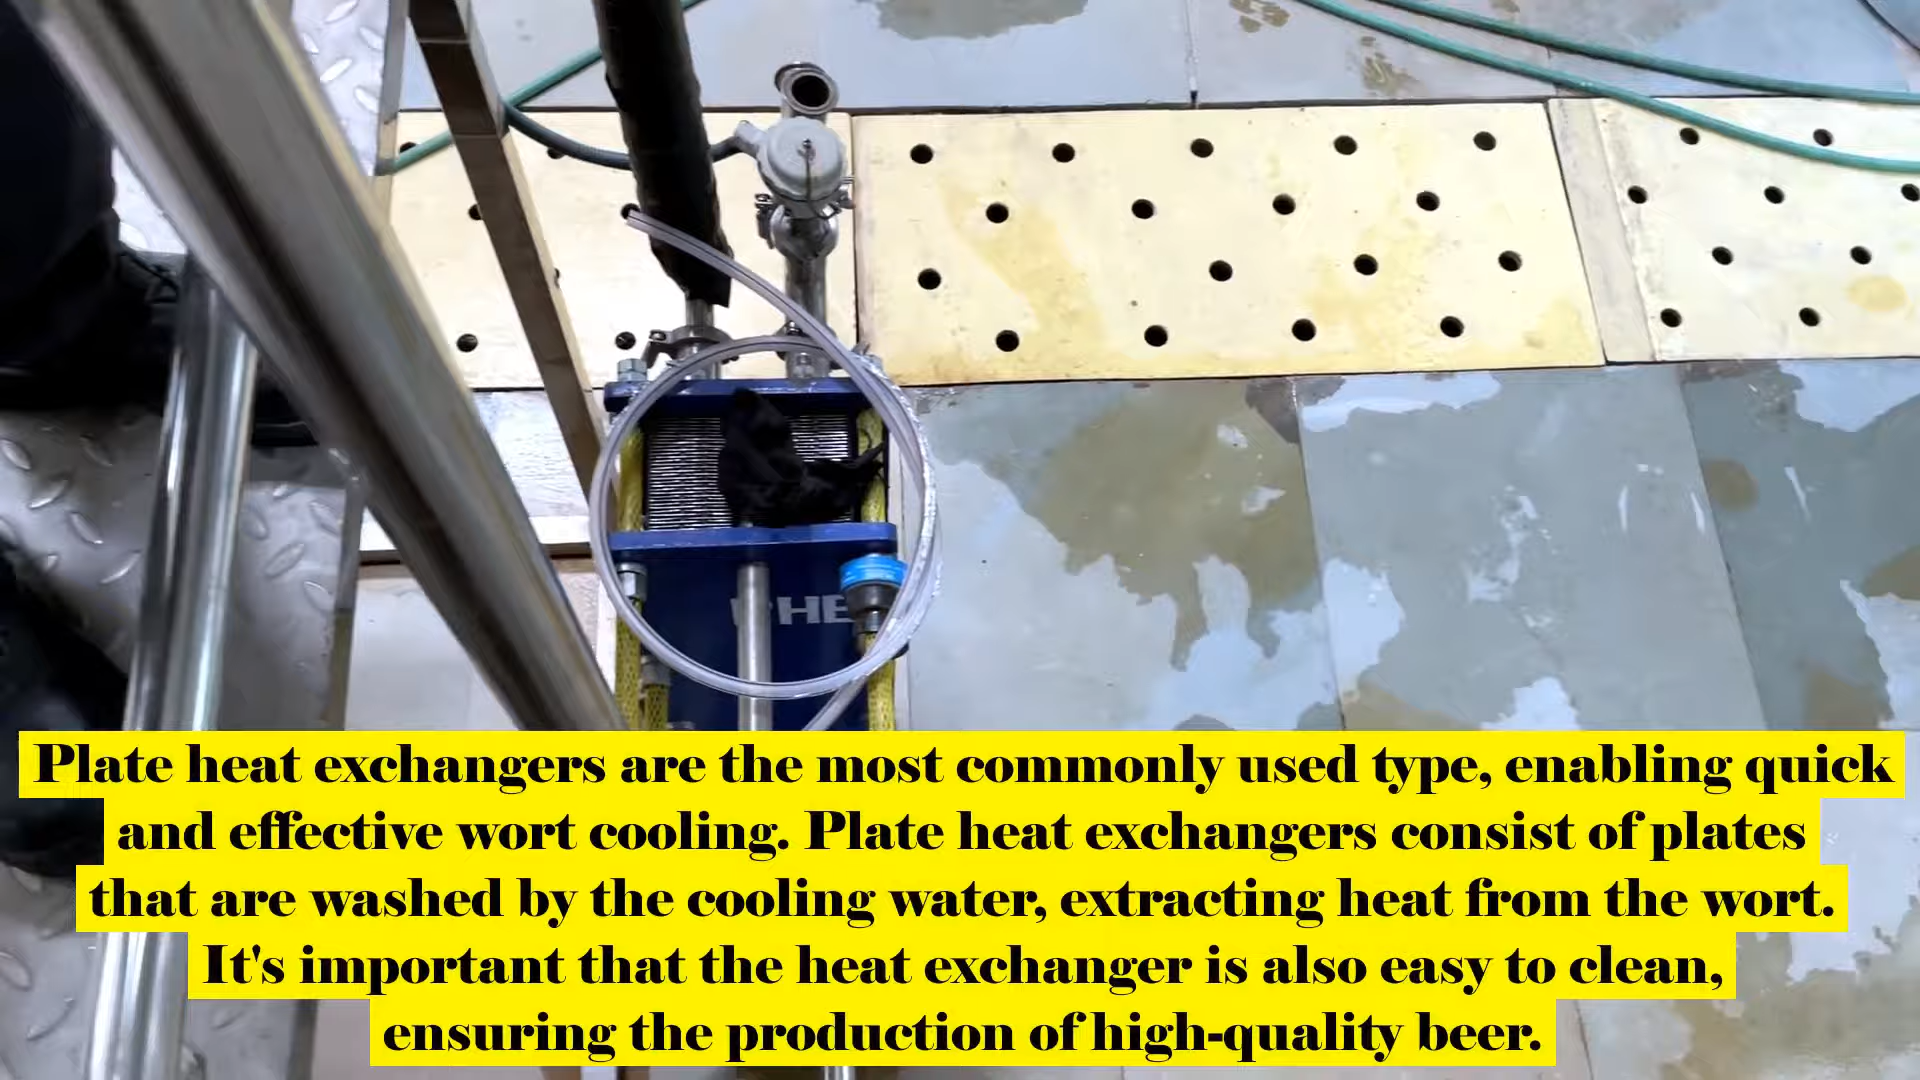 PHE
Plate heat exchangers are the most commonly used type, enabling quick
and effective wort cooling. Plate heat exchangers consist of plates
that are washed by the cooling water, extracting heat from the wort.
It's important that the heat exchanger is also easy to clean,
ensuring the production of high-quality beer.